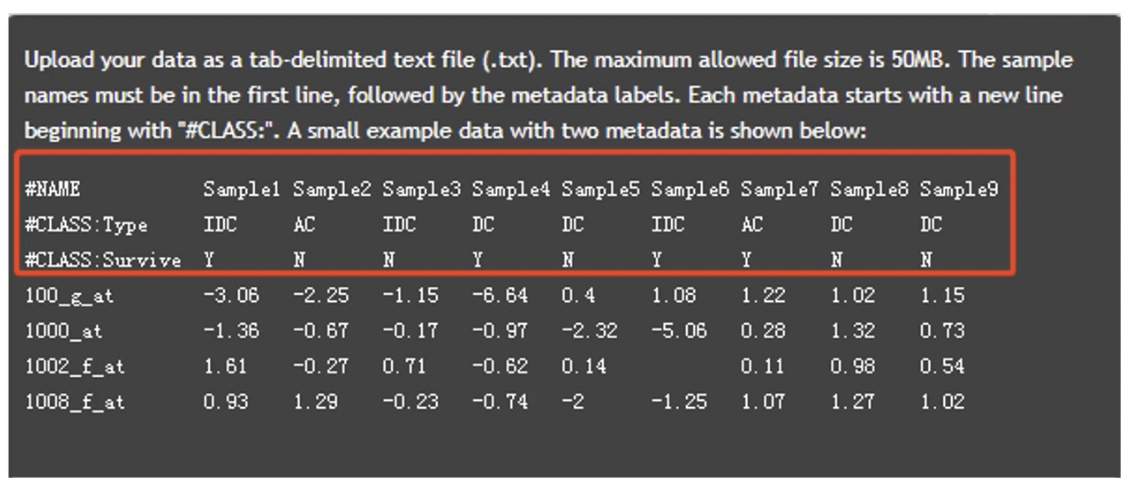 Upload your data as a tab-delimited text file (.txt). The maximum allowed file size is 50MB. The sample
names must be in the first line, followed by the metadata labels. Each metadata starts with a new line
beginning with "#CLASS:". A small example data with two metadata is shown below:
#NAME Sample1 Sample2 Sample3 Sample4 Sample5 Sample6 Sample7 Sample8 Sample9
#CLASS:Type IDC AC IDC DC DC IDC AC DC DC
#CLASS:Survive Y N N Y N Y Y N N
100_g_at -3.06 -2.25 -1.15 -6.64 0.4 1.08 1.22 1.02 1.15
1000_at -1.36 -0.67 -0.17 -0.97 -2.32 -5.06 0.28 1.32 0.73
1002_f_at 1.61 -0.27 0.71 -0.62 0.14 0.11 0.98 0.54
1008_f_at 0.93 1.29 -0.23 -0.74 -2 -1.25 1.07 1.27 1.02